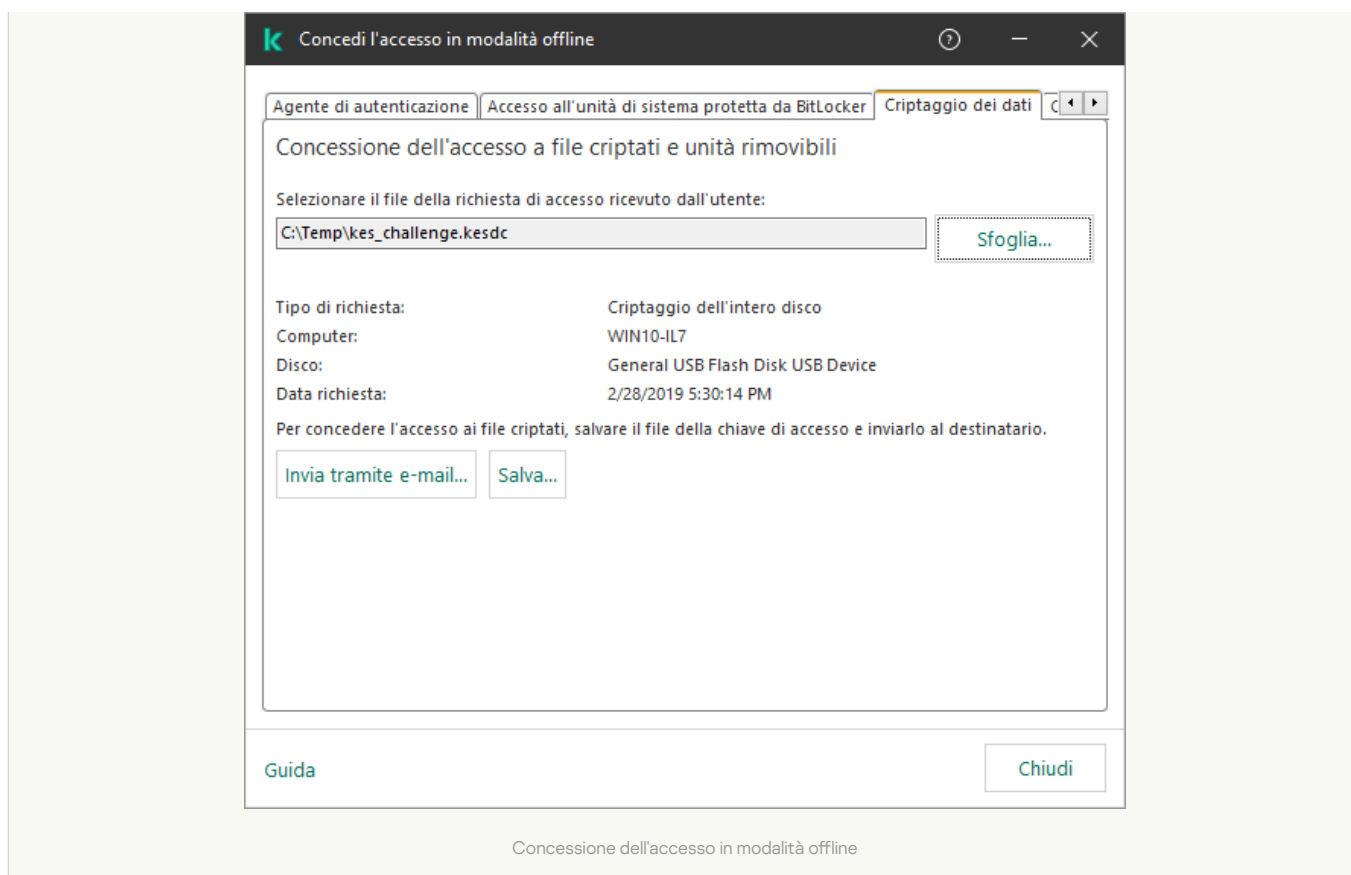 Concedi l'accesso in modalità offline
Agente di autenticazione Accesso all'unità di sistema protetta da BitLocker Criptaggio dei dati
Concessione dell'accesso a file criptati e unità rimovibili
Selezionare il file della richiesta di accesso ricevuto dall'utente:
C:\Temp\kes_challenge.kesdc Sfoglia...
Tipo di richiesta: Criptaggio dell'intero disco
Computer: WIN10-IL7
Disco: General USB Flash Disk USB Device
Data richiesta: 2/28/2019 5:30:14 PM
Per concedere l'accesso ai file criptati, salvare il file della chiave di accesso e inviarlo al destinatario.
Invia tramite e-mail... Salva...
Guida Chiudi
Concessione dell'accesso in modalità offline